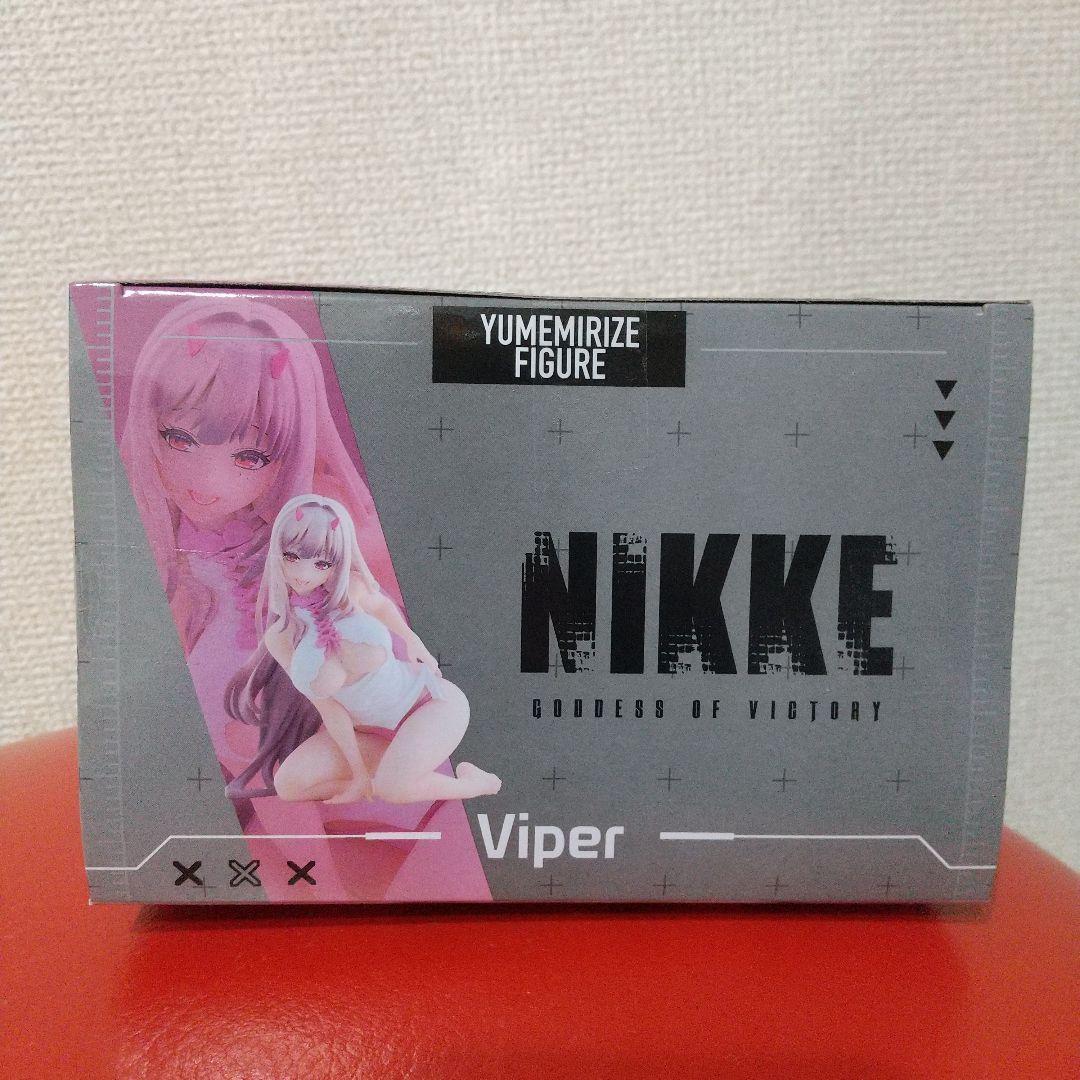 YUMEMIRIZE
FIGURE
NIKKE
GODDESS OF VICTORY
Viper